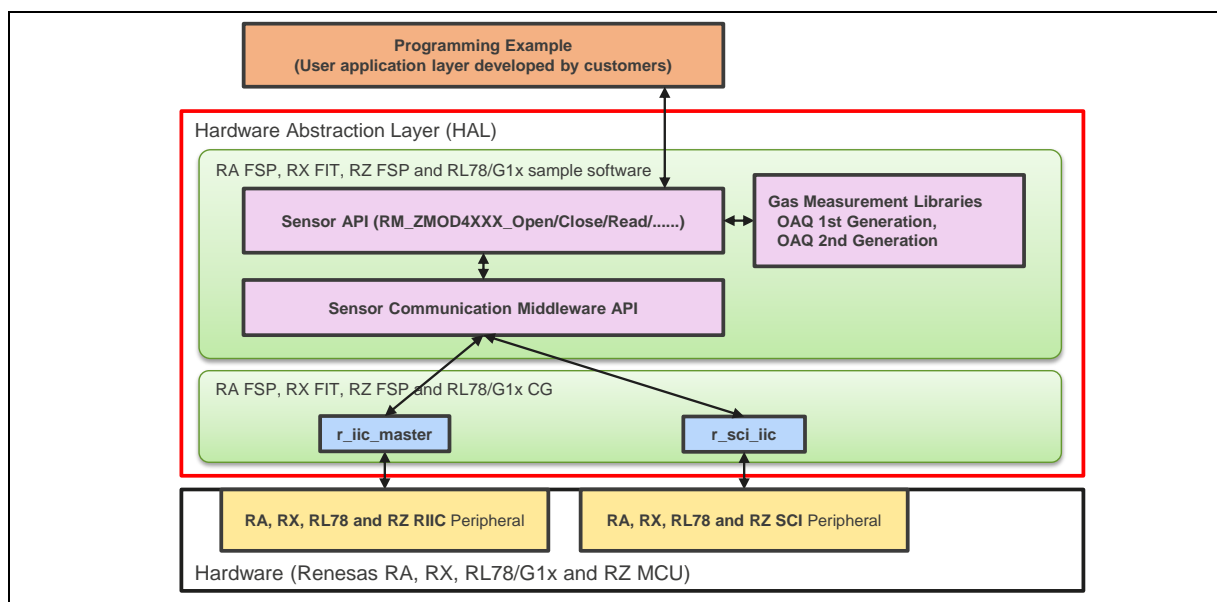 Programming Example
(User application layer developed by customers)
Hardware Abstraction Layer (HAL)
RA FSP, RX FIT, RZ FSP and RL78/G1x sample software
Sensor API (RM_ZMOD4XXX_Open/Close/Read/......)
Gas Measurement Libraries
OAQ 1st Generation,
OAQ 2nd Generation
Sensor Communication Middleware API
RA FSP, RX FIT, RZ FSP and RL78/G1x CG
r_iic_master
r_sci_iic
RA, RX, RL78 and RZ RIIC Peripheral
RA, RX, RL78 and RZ SCI Peripheral
Hardware (Renesas RA, RX, RL78/G1x and RZ MCU)